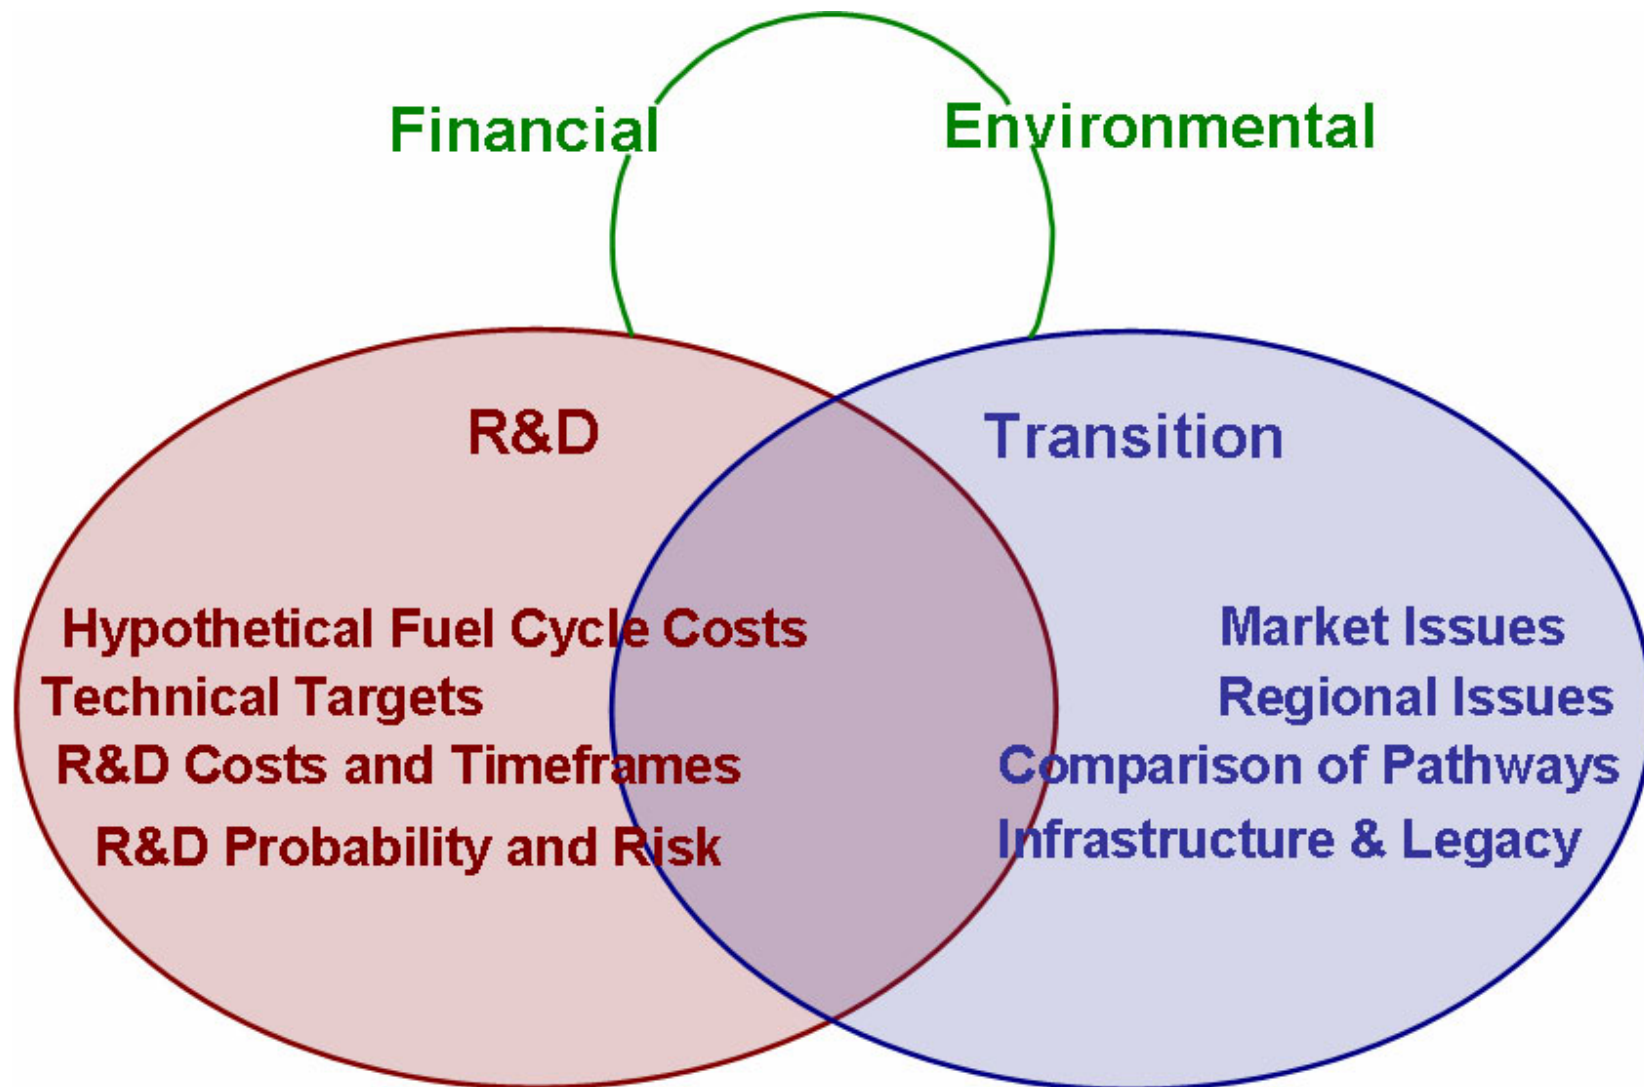 Financial
Environmental
R&D
Transition
Hypothetical Fuel Cycle Costs
Technical Targets
R&D Costs and Timeframes
R&D Probability and Risk
Market Issues
Regional Issues
Comparison of Pathways
Infrastructure & Legacy